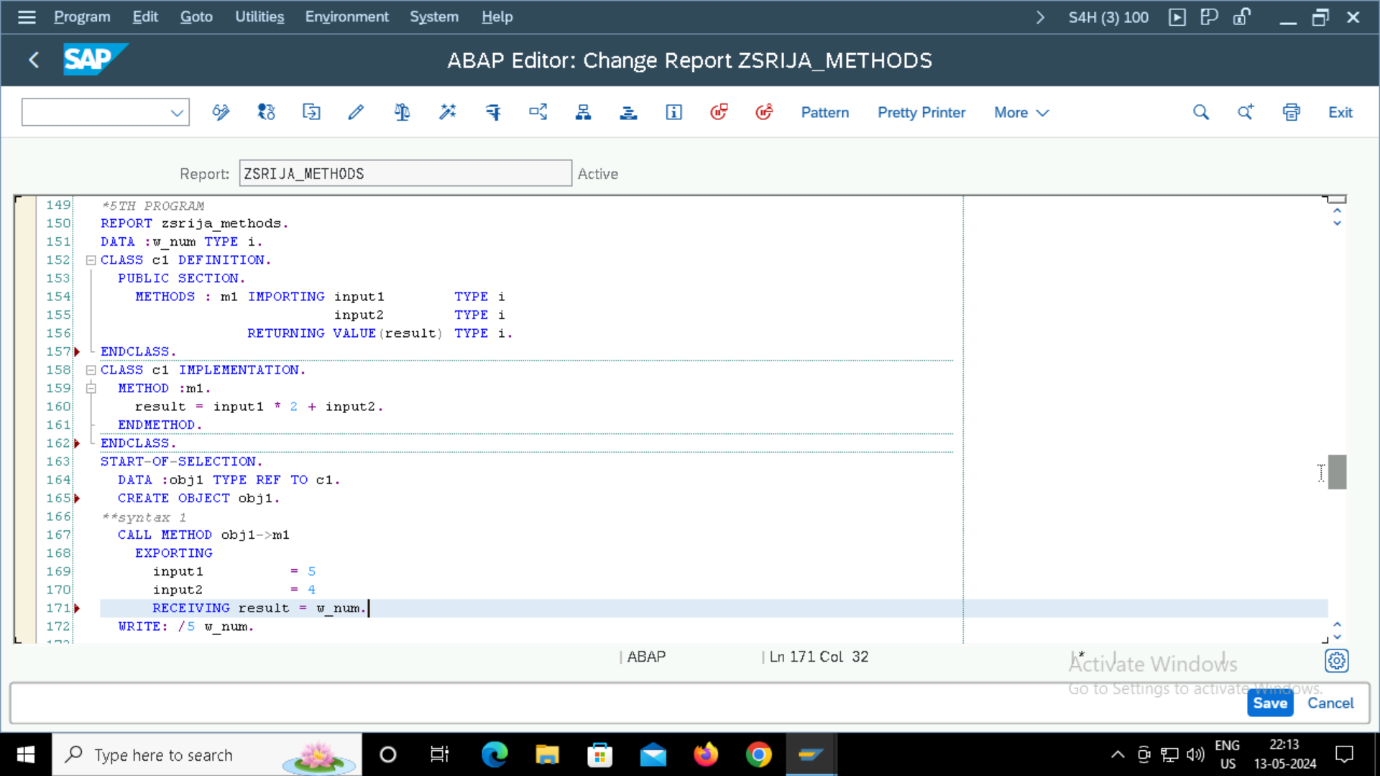 Program Edit Goto Utilities Environment System Help S4H (3) 100
SAP ABAP Editor: Change Report ZSRIJA_METHODS
Pattern Pretty Printer More Exit
Report: ZSRIJA_METHODS Active
149 *5TH PROGRAM
150 REPORT zsrija_methods.
151 DATA :w_num TYPE i.
152 CLASS c1 DEFINITION.
153 PUBLIC SECTION.
154 METHODS : m1 IMPORTING input1 TYPE i
155 input2 TYPE i
156 RETURNING VALUE(result) TYPE i.
157 ENDCLASS.
158 CLASS c1 IMPLEMENTATION.
159 METHOD :m1.
160 result = input1 * 2 + input2.
161 ENDMETHOD.
162 ENDCLASS.
163 START-OF-SELECTION.
164 DATA :obj1 TYPE REF TO c1.
165 CREATE OBJECT obj1.
166 **syntax 1
167 CALL METHOD obj1->m1
168 EXPORTING
169 input1 = 5
170 input2 = 4
171 RECEIVING result = w_num.
172 WRITE: /5 w_num.
ABAP Ln 171 Col 32 *
Activate Windows
Go to Settings to activate Windows.
Save Cancel
Type here to search ENG 22:13
US 13-05-2024